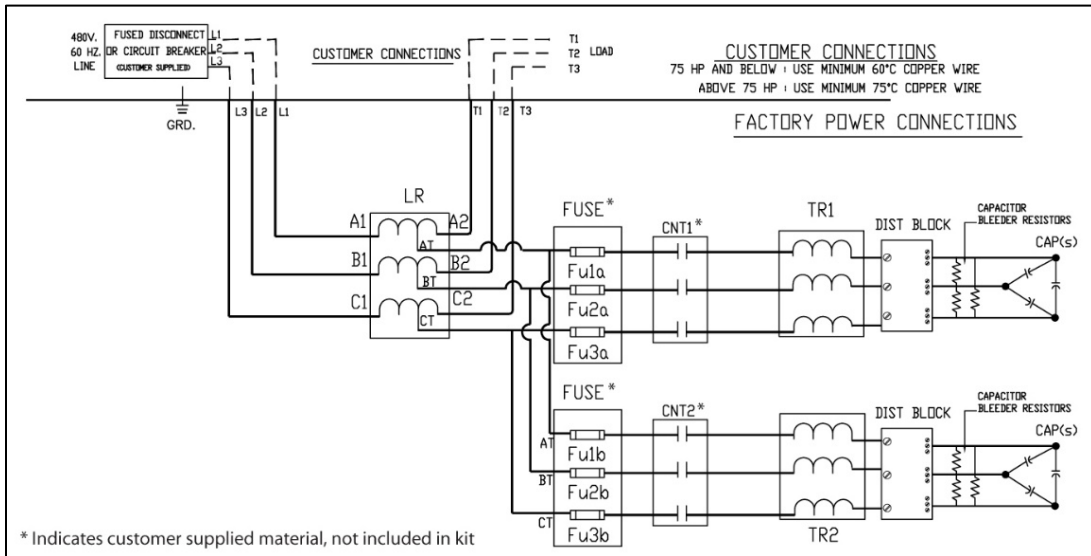 480V.
60 HZ.
LINE
FUSED DISCONNECT
OR CIRCUIT BREAKER
(CUSTOMER SUPPLIED)
L1
L2
L3
CUSTOMER CONNECTIONS
T1
T2 LOAD
T3
CUSTOMER CONNECTIONS
75 HP AND BELOW : USE MINIMUM 60°C COPPER WIRE
ABOVE 75 HP : USE MINIMUM 75°C COPPER WIRE
GRD.
L3 L2 L1
T1 T2 T3
FACTORY POWER CONNECTIONS
LR
A1 A2
AT
B1 B2
BT
C1 C2
CT
FUSE*
Fu1a
Fu2a
Fu3a
CNT1*
TR1
DIST BLOCK
CAPACITOR
BLEEDER RESISTORS
CAP(s)
FUSE*
AT
Fu1b
BT
Fu2b
CT
Fu3b
CNT2*
TR2
DIST BLOCK
CAPACITOR
BLEEDER RESISTORS
CAP(s)
* Indicates customer supplied material, not included in kit